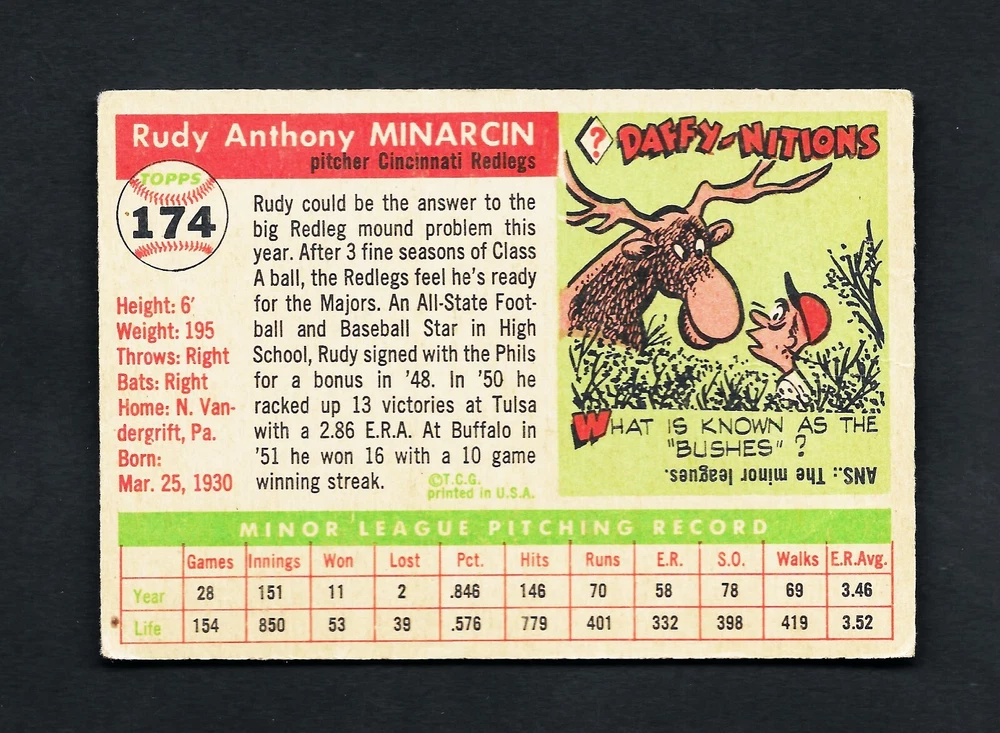 Rudy Anthony MINARCIN
pitcher Cincinnati Redlegs
TOPPS
174
Height: 6'
Weight: 195
Throws: Right
Bats: Right
Home: N. Van-
dergrift, Pa.
Born:
Mar. 25, 1930
Rudy could be the answer to the
big Redleg mound problem this
year. After 3 fine seasons of Class
A ball, the Redlegs feel he's ready
for the Majors. An All-State Foot-
ball and Baseball Star in High
School, Rudy signed with the Phils
for a bonus in '48. In '50 he
racked up 13 victories at Tulsa
with a 2.86 E.R.A. At Buffalo in
'51 he won 16 with a 10 game
winning streak.
©T.C.G.
printed in U.S.A.
? DAFFY-NITIONS
WHAT IS KNOWN AS THE
"BUSHES" ?
ANS.: The minor leagues.
MINOR LEAGUE PITCHING RECORD
Games Innings Won Lost Pct. Hits Runs E.R. S.O. Walks E.R.Avg.
Year 28 151 11 2 .846 146 70 58 78 69 3.46
Life 154 850 53 39 .576 779 401 332 398 419 3.52